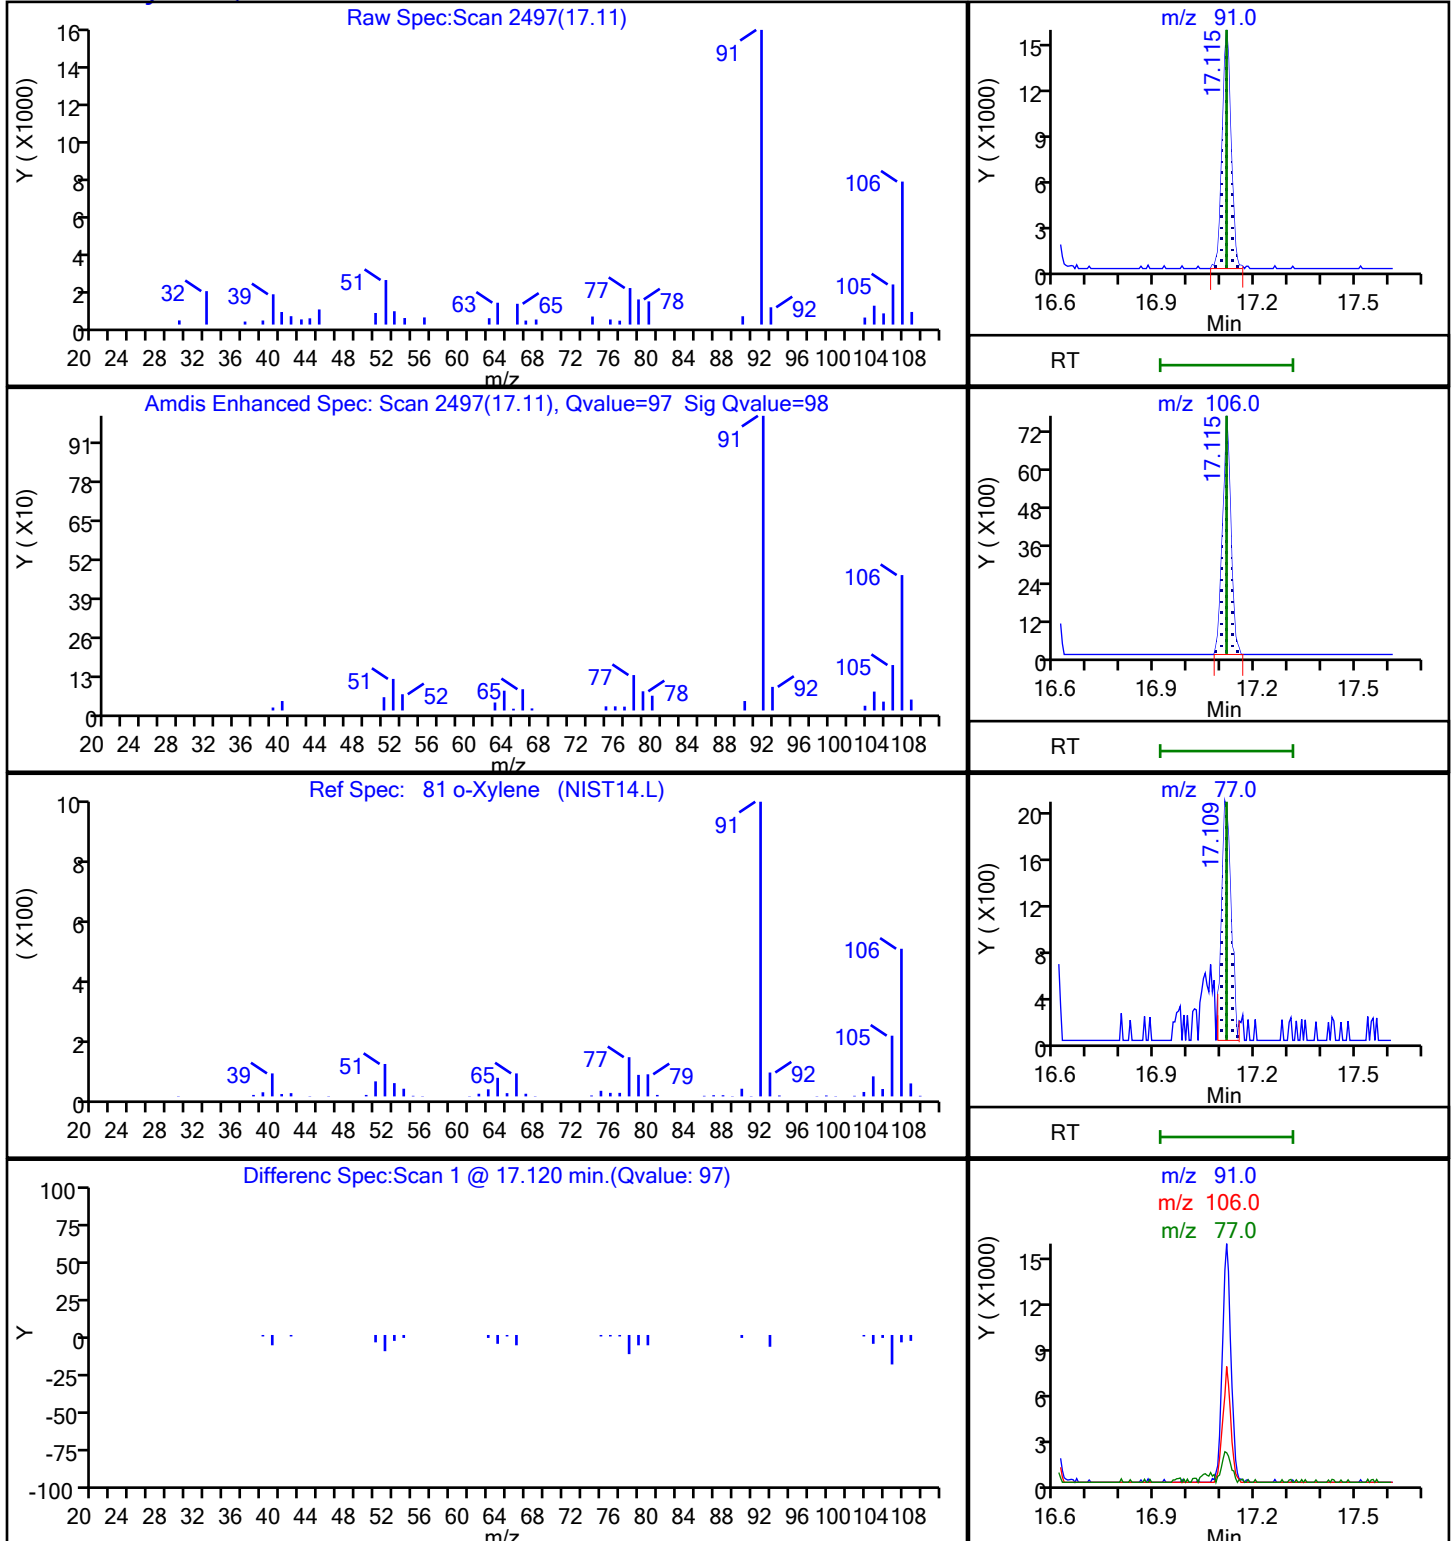 Raw Spec:Scan 2497(17.11)
Y ( X1000)
16
14
12
10
8
6
4
2
0
91
106
32
39
51
63
65
77
78
92
105
20 24 28 32 36 40 44 48 52 56 60 64 68 72 76 80 84 88 92 96 100 104 108
m/z
m/z 91.0
Y ( X1000)
15
12
9
6
3
0
17.115
16.6 16.9 17.2 17.5
Min
RT
Amdis Enhanced Spec: Scan 2497(17.11), Qvalue=97 Sig Qvalue=98
Y ( X10)
91
78
65
52
39
26
13
0
91
106
51
52
65
77
78
92
105
20 24 28 32 36 40 44 48 52 56 60 64 68 72 76 80 84 88 92 96 100 104 108
m/z
m/z 106.0
Y ( X100)
72
60
48
36
24
12
0
17.115
16.6 16.9 17.2 17.5
Min
RT
Ref Spec: 81 o-Xylene (NIST14.L)
( X100)
10
8
6
4
2
0
91
106
39
51
65
77
79
92
105
20 24 28 32 36 40 44 48 52 56 60 64 68 72 76 80 84 88 92 96 100 104 108
m/z
m/z 77.0
Y ( X100)
20
16
12
8
4
0
17.109
16.6 16.9 17.2 17.5
Min
RT
Differenc Spec:Scan 1 @ 17.120 min.(Qvalue: 97)
Y
100
75
50
25
0
-25
-50
-75
-100
20 24 28 32 36 40 44 48 52 56 60 64 68 72 76 80 84 88 92 96 100 104 108
m/z
m/z 91.0
m/z 106.0
m/z 77.0
Y ( X1000)
15
12
9
6
3
0
16.6 16.9 17.2 17.5
Min